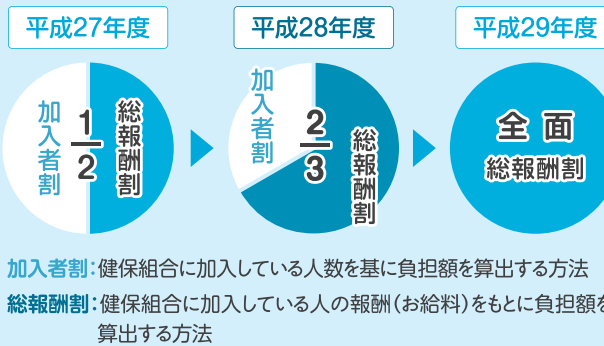 平成27年度
平成28年度
平成29年度
加入者割
1/2
総報酬割
加入者割
2/3
総報酬割
全面
総報酬割
加入者割:健保組合に加入している人数を基に負担額を算出する方法
総報酬割:健保組合に加入している人の報酬(お給料)をもとに負担額を
算出する方法